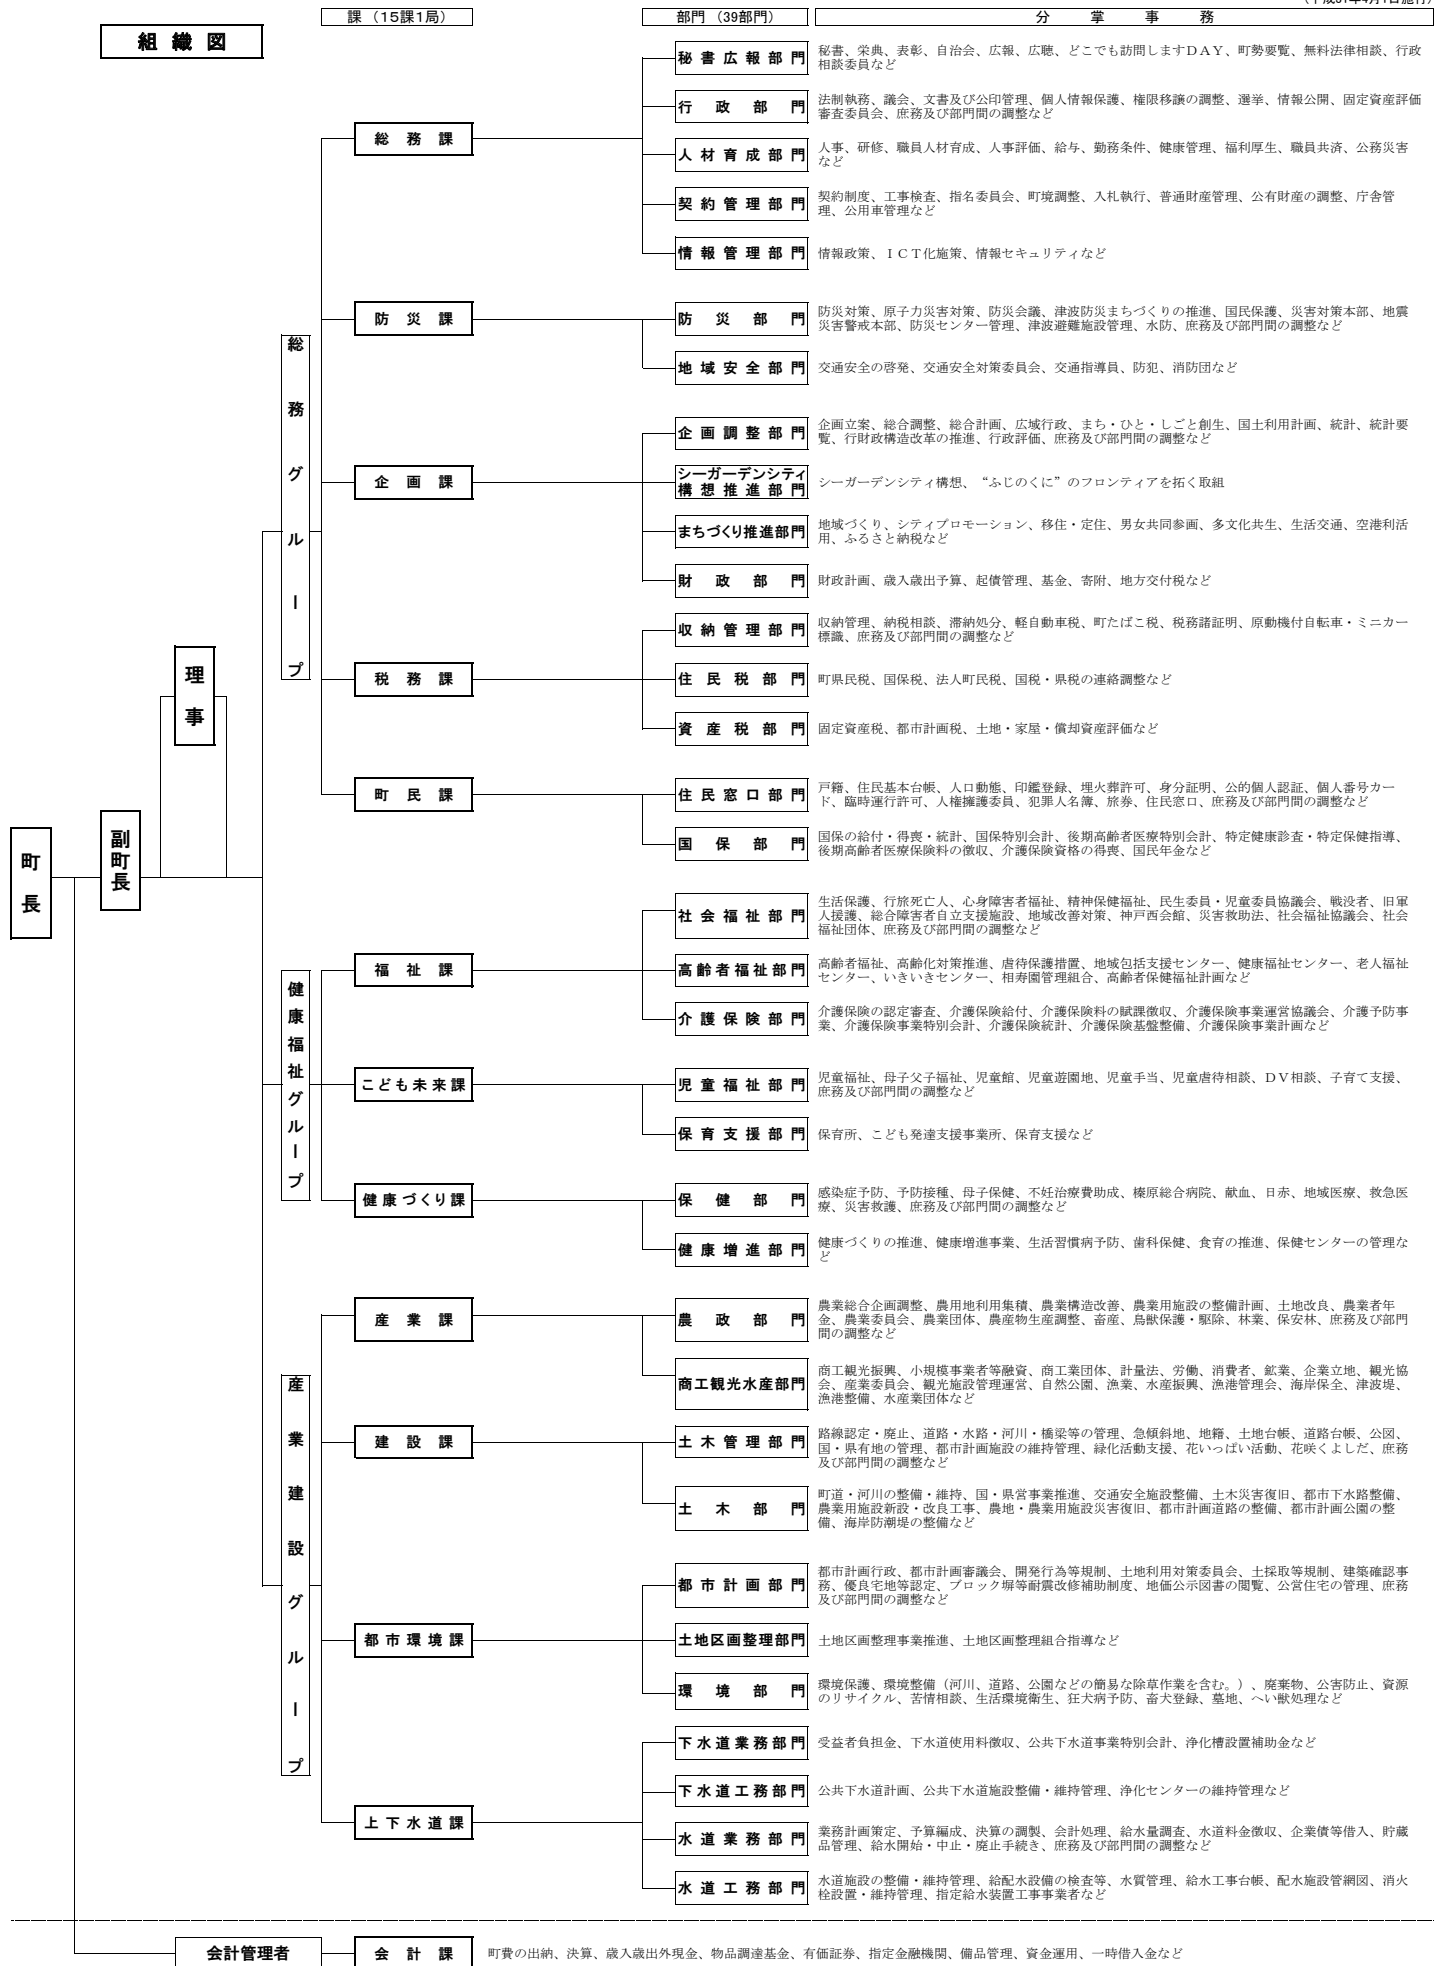 (平成31年4月1日施行)
課（15課1局）
部門（39部門）
分　掌　事　務
組織図
秘書広報部門
秘書、栄典、表彰、自治会、広報、広聴、どこでも訪問しますＤＡＹ、町勢要覧、無料法律相談、行政
相談委員など
行政部門
法制執務、議会、文書及び公印管理、個人情報保護、権限移譲の調整、選挙、情報公開、固定資産評価
審査委員会、庶務及び部門間の調整など
総務課
人材育成部門
人事、研修、職員人材育成、人事評価、給与、勤務条件、健康管理、福利厚生、職員共済、公務災害
など
契約管理部門
契約制度、工事検査、指名委員会、町境調整、入札執行、普通財産管理、公有財産の調整、庁舎管
理、公用車管理など
情報管理部門
情報政策、ＩＣＴ化施策、情報セキュリティなど
防災課
防災部門
防災対策、原子力災害対策、防災会議、津波防災まちづくりの推進、国民保護、災害対策本部、地震
災害警戒本部、防災センター管理、津波避難施設管理、水防、庶務及び部門間の調整など
地域安全部門
交通安全の啓発、交通安全対策委員会、交通指導員、防犯、消防団など
総務グループ
企画調整部門
企画立案、総合調整、総合計画、広域行政、まち・ひと・しごと創生、国土利用計画、統計、統計要
覧、行財政構造改革の推進、行政評価、庶務及び部門間の調整など
企画課
シーガーデンシティ
構想推進部門
シーガーデンシティ構想、“ふじのくに”のフロンティアを拓く取組
まちづくり推進部門
地域づくり、シティプロモーション、移住・定住、男女共同参画、多文化共生、生活交通、空港利活
用、ふるさと納税など
財政部門
財政計画、歳入歳出予算、起債管理、基金、寄附、地方交付税など
収納管理部門
収納管理、納税相談、滞納処分、軽自動車税、町たばこ税、税務諸証明、原動機付自転車・ミニカー
標識、庶務及び部門間の調整など
税務課
住民税部門
町県民税、国保税、法人町民税、国税・県税の連絡調整など
理事
資産税部門
固定資産税、都市計画税、土地・家屋・償却資産評価など
町民課
住民窓口部門
戸籍、住民基本台帳、人口動態、印鑑登録、埋火葬許可、身分証明、公的個人認証、個人番号カー
ド、臨時運行許可、人権擁護委員、犯罪人名簿、旅券、住民窓口、庶務及び部門間の調整など
国保部門
国保の給付・得喪・統計、国保特別会計、後期高齢者医療特別会計、特定健康診査・特定保健指導、
後期高齢者医療保険料の徴収、介護保険資格の得喪、国民年金など
町長
副町長
社会福祉部門
生活保護、行旅死亡人、心身障害者福祉、精神保健福祉、民生委員・児童委員協議会、戦没者、旧軍
人援護、総合障害者自立支援施設、地域改善対策、神戸西会館、災害救助法、社会福祉協議会、社会
福祉団体、庶務及び部門間の調整など
福祉課
高齢者福祉部門
高齢者福祉、高齢化対策推進、虐待保護措置、地域包括支援センター、健康福祉センター、老人福祉
センター、いきいきセンター、相寿園管理組合、高齢者保健福祉計画など
介護保険部門
介護保険の認定審査、介護保険給付、介護保険料の賦課徴収、介護保険事業運営協議会、介護予防事
業、介護保険事業特別会計、介護保険統計、介護保険基盤整備、介護保険事業計画など
健康福祉グループ
こども未来課
児童福祉部門
児童福祉、母子父子福祉、児童館、児童遊園地、児童手当、児童虐待相談、ＤＶ相談、子育て支援、
庶務及び部門間の調整など
保育支援部門
保育所、こども発達支援事業所、保育支援など
健康づくり課
保健部門
感染症予防、予防接種、母子保健、不妊治療費助成、榛原総合病院、献血、日赤、地域医療、救急医
療、災害救護、庶務及び部門間の調整など
健康増進部門
健康づくりの推進、健康増進事業、生活習慣病予防、歯科保健、食育の推進、保健センターの管理な
ど
産業課
農政部門
農業総合企画調整、農用地利用集積、農業構造改善、農業用施設の整備計画、土地改良、農業者年
金、農業委員会、農業団体、農産物生産調整、畜産、鳥獣保護・駆除、林業、保安林、庶務及び部門
間の調整など
商工観光水産部門
商工観光振興、小規模事業者等融資、商工業団体、計量法、労働、消費者、鉱業、企業立地、観光協
会、産業委員会、観光施設管理運営、自然公園、漁業、水産振興、漁港管理会、海岸保全、津波堤、
漁港整備、水産業団体など
産業建設グループ
建設課
土木管理部門
路線認定・廃止、道路・水路・河川・橋梁等の管理、急傾斜地、地籍、土地台帳、道路台帳、公図、
国・県有地の管理、都市計画施設の維持管理、緑化活動支援、花いっぱい活動、花咲くよしだ、庶務
及び部門間の調整など
土木部門
町道・河川の整備・維持、国・県営事業推進、交通安全施設整備、土木災害復旧、都市下水路整備、
農業用施設新設・改良工事、農地・農業用施設災害復旧、都市計画道路の整備、都市計画公園の整
備、海岸防潮堤の整備など
都市計画部門
都市計画行政、都市計画審議会、開発行為等規制、土地利用対策委員会、土採取等規制、建築確認事
務、優良宅地等認定、ブロック塀等耐震改修補助制度、地価公示図書の閲覧、公営住宅の管理、庶務
及び部門間の調整など
都市環境課
土地区画整理部門
土地区画整理事業推進、土地区画整理組合指導など
環境部門
環境保護、環境整備（河川、道路、公園などの簡易な除草作業を含む。）、廃棄物、公害防止、資源
のリサイクル、苦情相談、生活環境衛生、狂犬病予防、畜犬登録、墓地、へい獣処理など
下水道業務部門
受益者負担金、下水道使用料徴収、公共下水道事業特別会計、浄化槽設置補助金など
下水道工務部門
公共下水道計画、公共下水道施設整備・維持管理、浄化センターの維持管理など
上下水道課
水道業務部門
業務計画策定、予算編成、決算の調製、会計処理、給水量調査、水道料金徴収、企業債等借入、貯蔵
品管理、給水開始・中止・廃止手続き、庶務及び部門間の調整など
水道工務部門
水道施設の整備・維持管理、給配水設備の検査等、水質管理、給水工事台帳、配水施設管網図、消火
栓設置・維持管理、指定給水装置工事事業者など
会計管理者
会計課
町費の出納、決算、歳入歳出外現金、物品調達基金、有価証券、指定金融機関、備品管理、資金運用、一時借入金など